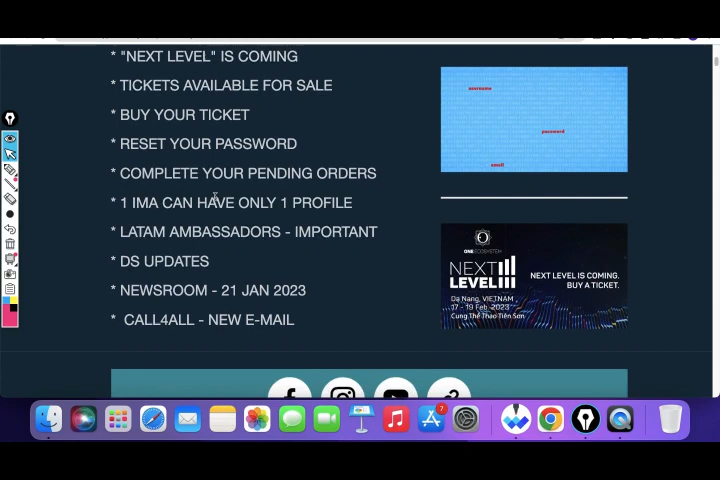 * "NEXT LEVEL" IS COMING
* TICKETS AVAILABLE FOR SALE
* BUY YOUR TICKET
* RESET YOUR PASSWORD
* COMPLETE YOUR PENDING ORDERS
* 1 IMA CAN HAVE ONLY 1 PROFILE
* LATAM AMBASSADORS - IMPORTANT
* DS UPDATES
* NEWSROOM - 21 JAN 2023
* CALL4ALL - NEW E-MAIL
username
password
email
ONEECOSYSTEM
NEXT
LEVEL
Da Nang, VIETNAM
17 - 19 Feb 2023
Cung Thể Thao Tiên Sơn
NEXT LEVEL IS COMING.
BUY A TICKET.
7